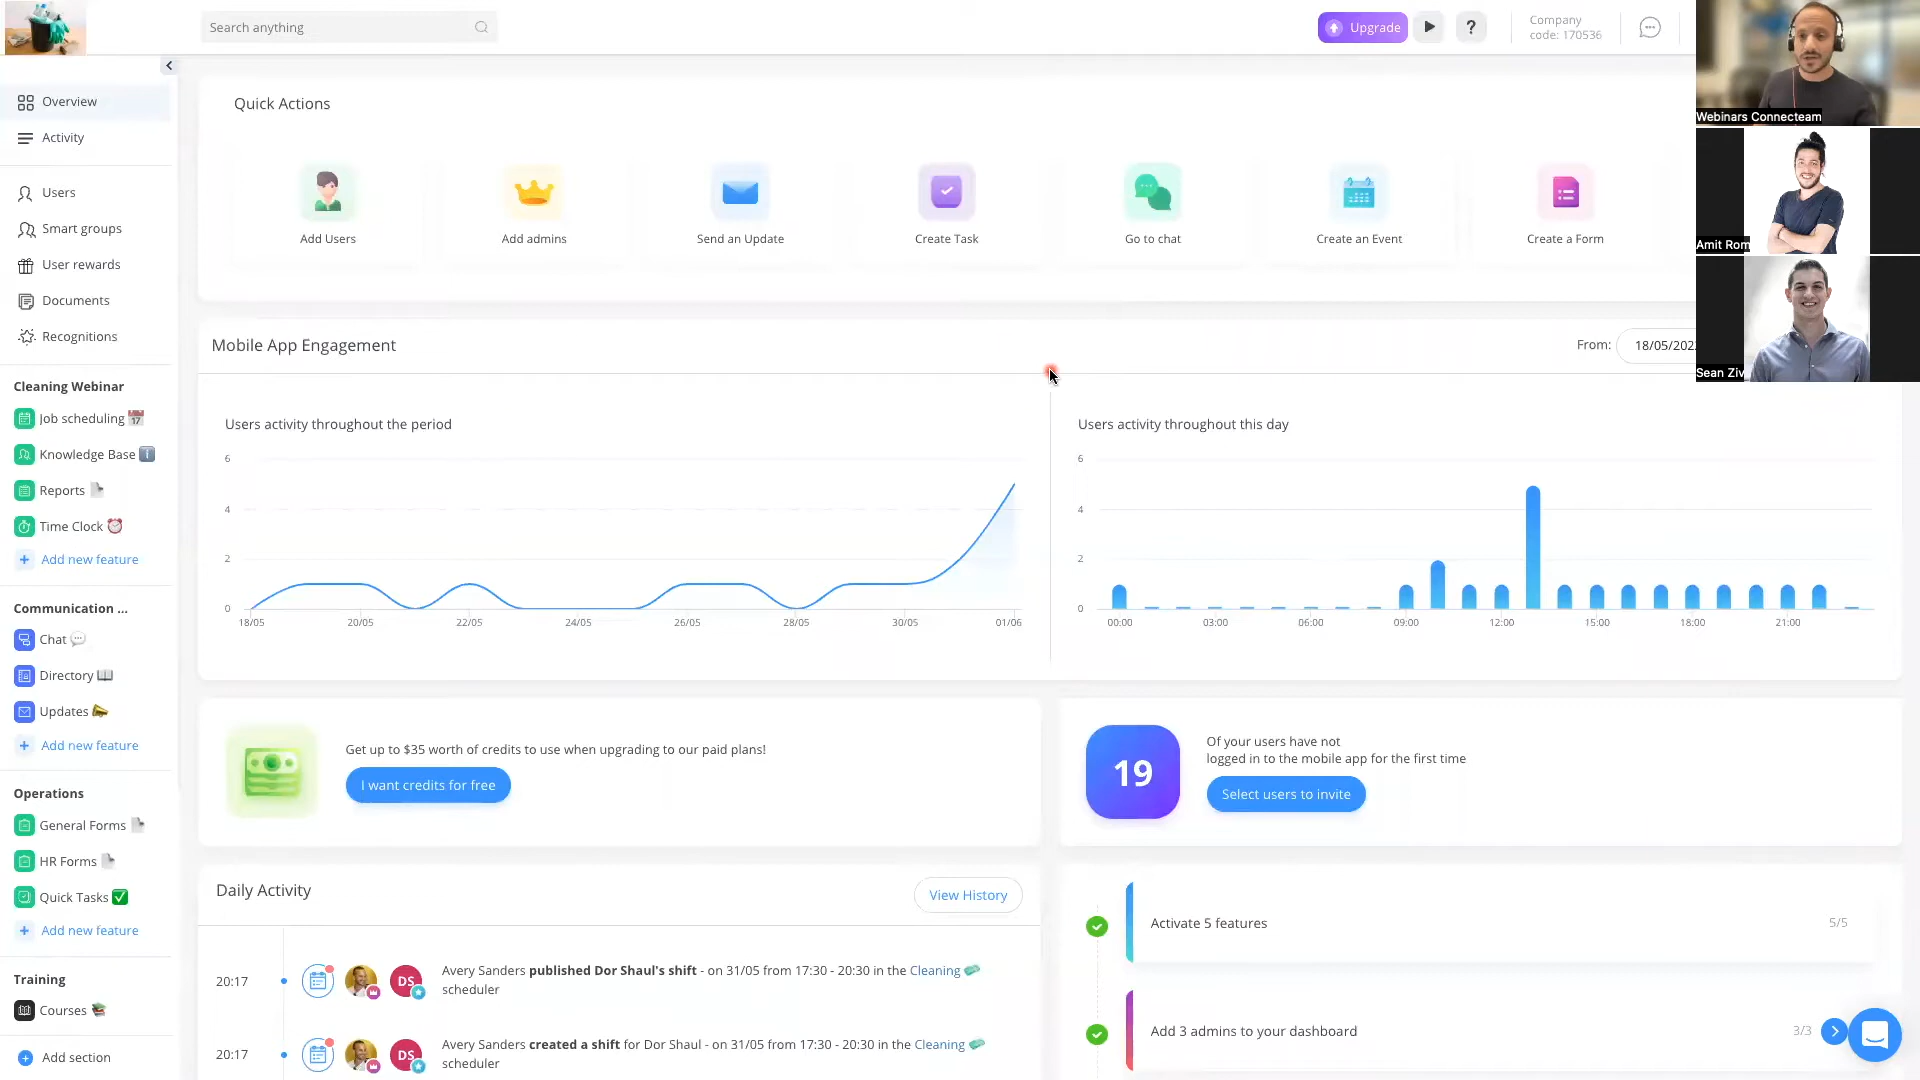 Search anything
Upgrade
?
Company
code: 170536
Webinars Connecteam
Amit Rom
Sean Ziv
Overview
Activity
Users
Smart groups
User rewards
Documents
Recognitions
Cleaning Webinar
Job scheduling
Knowledge Base
Reports
Time Clock
+ Add new feature
Communication ...
Chat
Directory
Updates
+ Add new feature
Operations
General Forms
HR Forms
Quick Tasks
+ Add new feature
Training
Courses
+ Add section
Quick Actions
Add Users
Add admins
Send an Update
Create Task
Go to chat
Create an Event
Create a Form
Mobile App Engagement
From:
18/05/202
Users activity throughout the period
6
4
2
0
18/05 20/05 22/05 24/05 26/05 28/05 30/05 01/06
Users activity throughout this day
6
4
2
0
00:00 03:00 06:00 09:00 12:00 15:00 18:00 21:00
Get up to $35 worth of credits to use when upgrading to our paid plans!
I want credits for free
19
Of your users have not
logged in to the mobile app for the first time
Select users to invite
Daily Activity
View History
20:17
DS
Avery Sanders published Dor Shaul's shift - on 31/05 from 17:30 - 20:30 in the Cleaning
scheduler
20:17
DS
Avery Sanders created a shift for Dor Shaul - on 31/05 from 17:30 - 20:30 in the Cleaning
scheduler
Activate 5 features
5/5
Add 3 admins to your dashboard
3/3